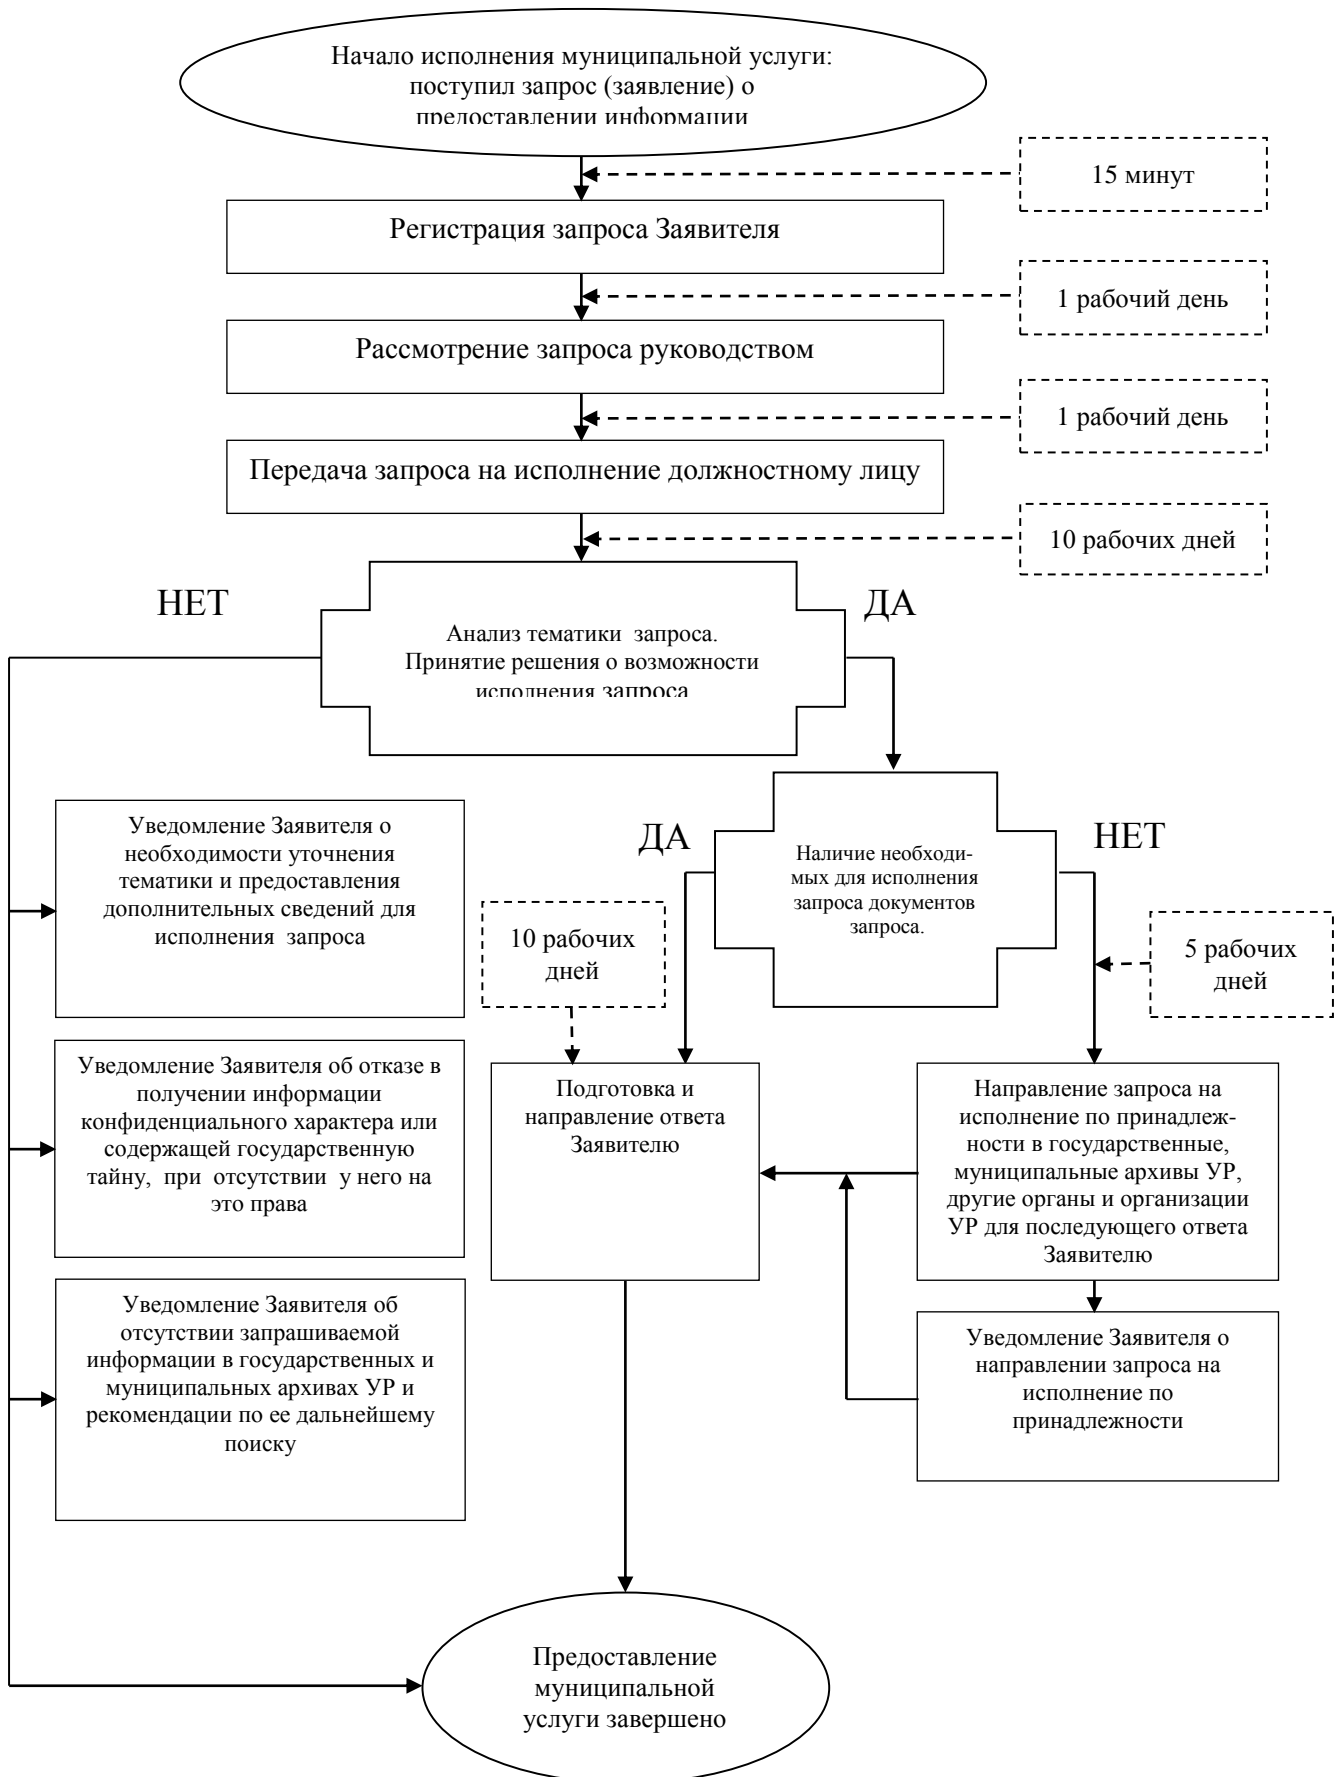 Начало исполнения муниципальной услуги:
поступил запрос (заявление) о
предоставлении информации
15 минут
Регистрация запроса Заявителя
1 рабочий день
Рассмотрение запроса руководством
1 рабочий день
Передача запроса на исполнение должностному лицу
10 рабочих дней
НЕТ
ДА
Анализ тематики запроса.
Принятие решения о возможности
исполнения запроса
Уведомление Заявителя о
необходимости уточнения
тематики и предоставления
дополнительных сведений для
исполнения запроса
ДА
НЕТ
Наличие необходи-
мых для исполнения
запроса документов
запроса.
10 рабочих
дней
5 рабочих
дней
Уведомление Заявителя об отказе в
получении информации
конфиденциального характера или
содержащей государственную
тайну, при отсутствии у него на
это права
Подготовка и
направление ответа
Заявителю
Направление запроса на
исполнение по принадлеж-
ности в государственные,
муниципальные архивы УР,
другие органы и организации
УР для последующего ответа
Заявителю
Уведомление Заявителя об
отсутствии запрашиваемой
информации в государственных и
муниципальных архивах УР и
рекомендации по ее дальнейшему
поиску
Уведомление Заявителя о
направлении запроса на
исполнение по
принадлежности
Предоставление
муниципальной
услуги завершено